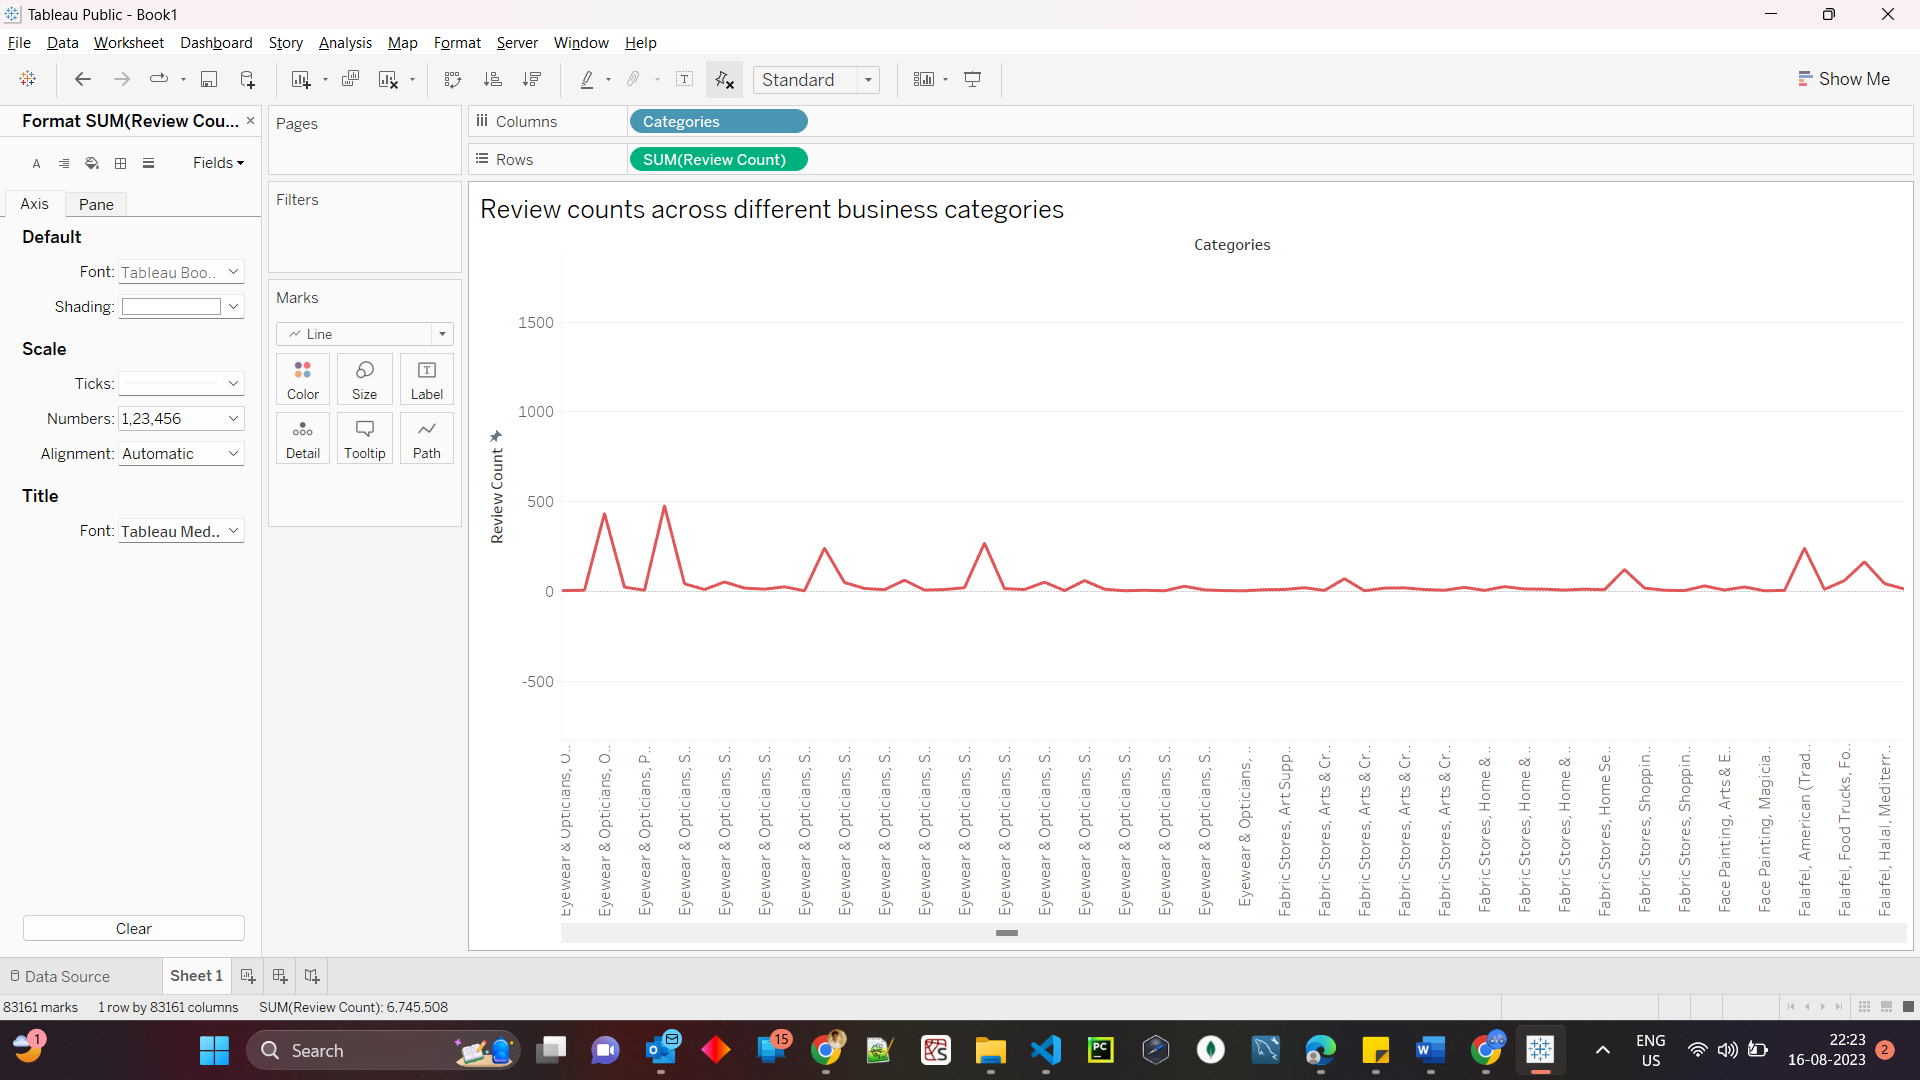 Tableau Public - Book1
File Data Worksheet Dashboard Story Analysis Map Format Server Window Help
Standard
Show Me
Format SUM(Review Cou...
Fields
Axis Pane
Default
Font: Tableau Boo..
Shading:
Scale
Ticks:
Numbers: 1,23,456
Alignment: Automatic
Title
Font: Tableau Med..
Clear
Pages
Filters
Marks
Line
Color Size Label
Detail Tooltip Path
Columns Categories
Rows SUM(Review Count)
Review counts across different business categories
Categories
Review Count
1500
1000
500
0
-500
Eyewear & Opticians, O..
Eyewear & Opticians, O..
Eyewear & Opticians, P..
Eyewear & Opticians, S..
Eyewear & Opticians, S..
Eyewear & Opticians, S..
Eyewear & Opticians, S..
Eyewear & Opticians, S..
Eyewear & Opticians, S..
Eyewear & Opticians, S..
Eyewear & Opticians, S..
Eyewear & Opticians, S..
Eyewear & Opticians, S..
Eyewear & Opticians, S..
Eyewear & Opticians, S..
Eyewear & Opticians, S..
Eyewear & Opticians, S..
Eyewear & Opticians, ..
Fabric Stores, Art Supp..
Fabric Stores, Arts & Cr..
Fabric Stores, Arts & Cr..
Fabric Stores, Arts & Cr..
Fabric Stores, Arts & Cr..
Fabric Stores, Home & ..
Fabric Stores, Home & ..
Fabric Stores, Home & ..
Fabric Stores, Home Se..
Fabric Stores, Shoppin..
Fabric Stores, Shoppin..
Face Painting, Arts & E..
Face Painting, Magicia..
Falafel, American (Trad..
Falafel, Food Trucks, Fo..
Falafel, Halal, Mediterr..
Data Source Sheet 1
83161 marks 1 row by 83161 columns SUM(Review Count): 6,745,508
1
Search
15
PC
ENG
US
22:23
16-08-2023
2